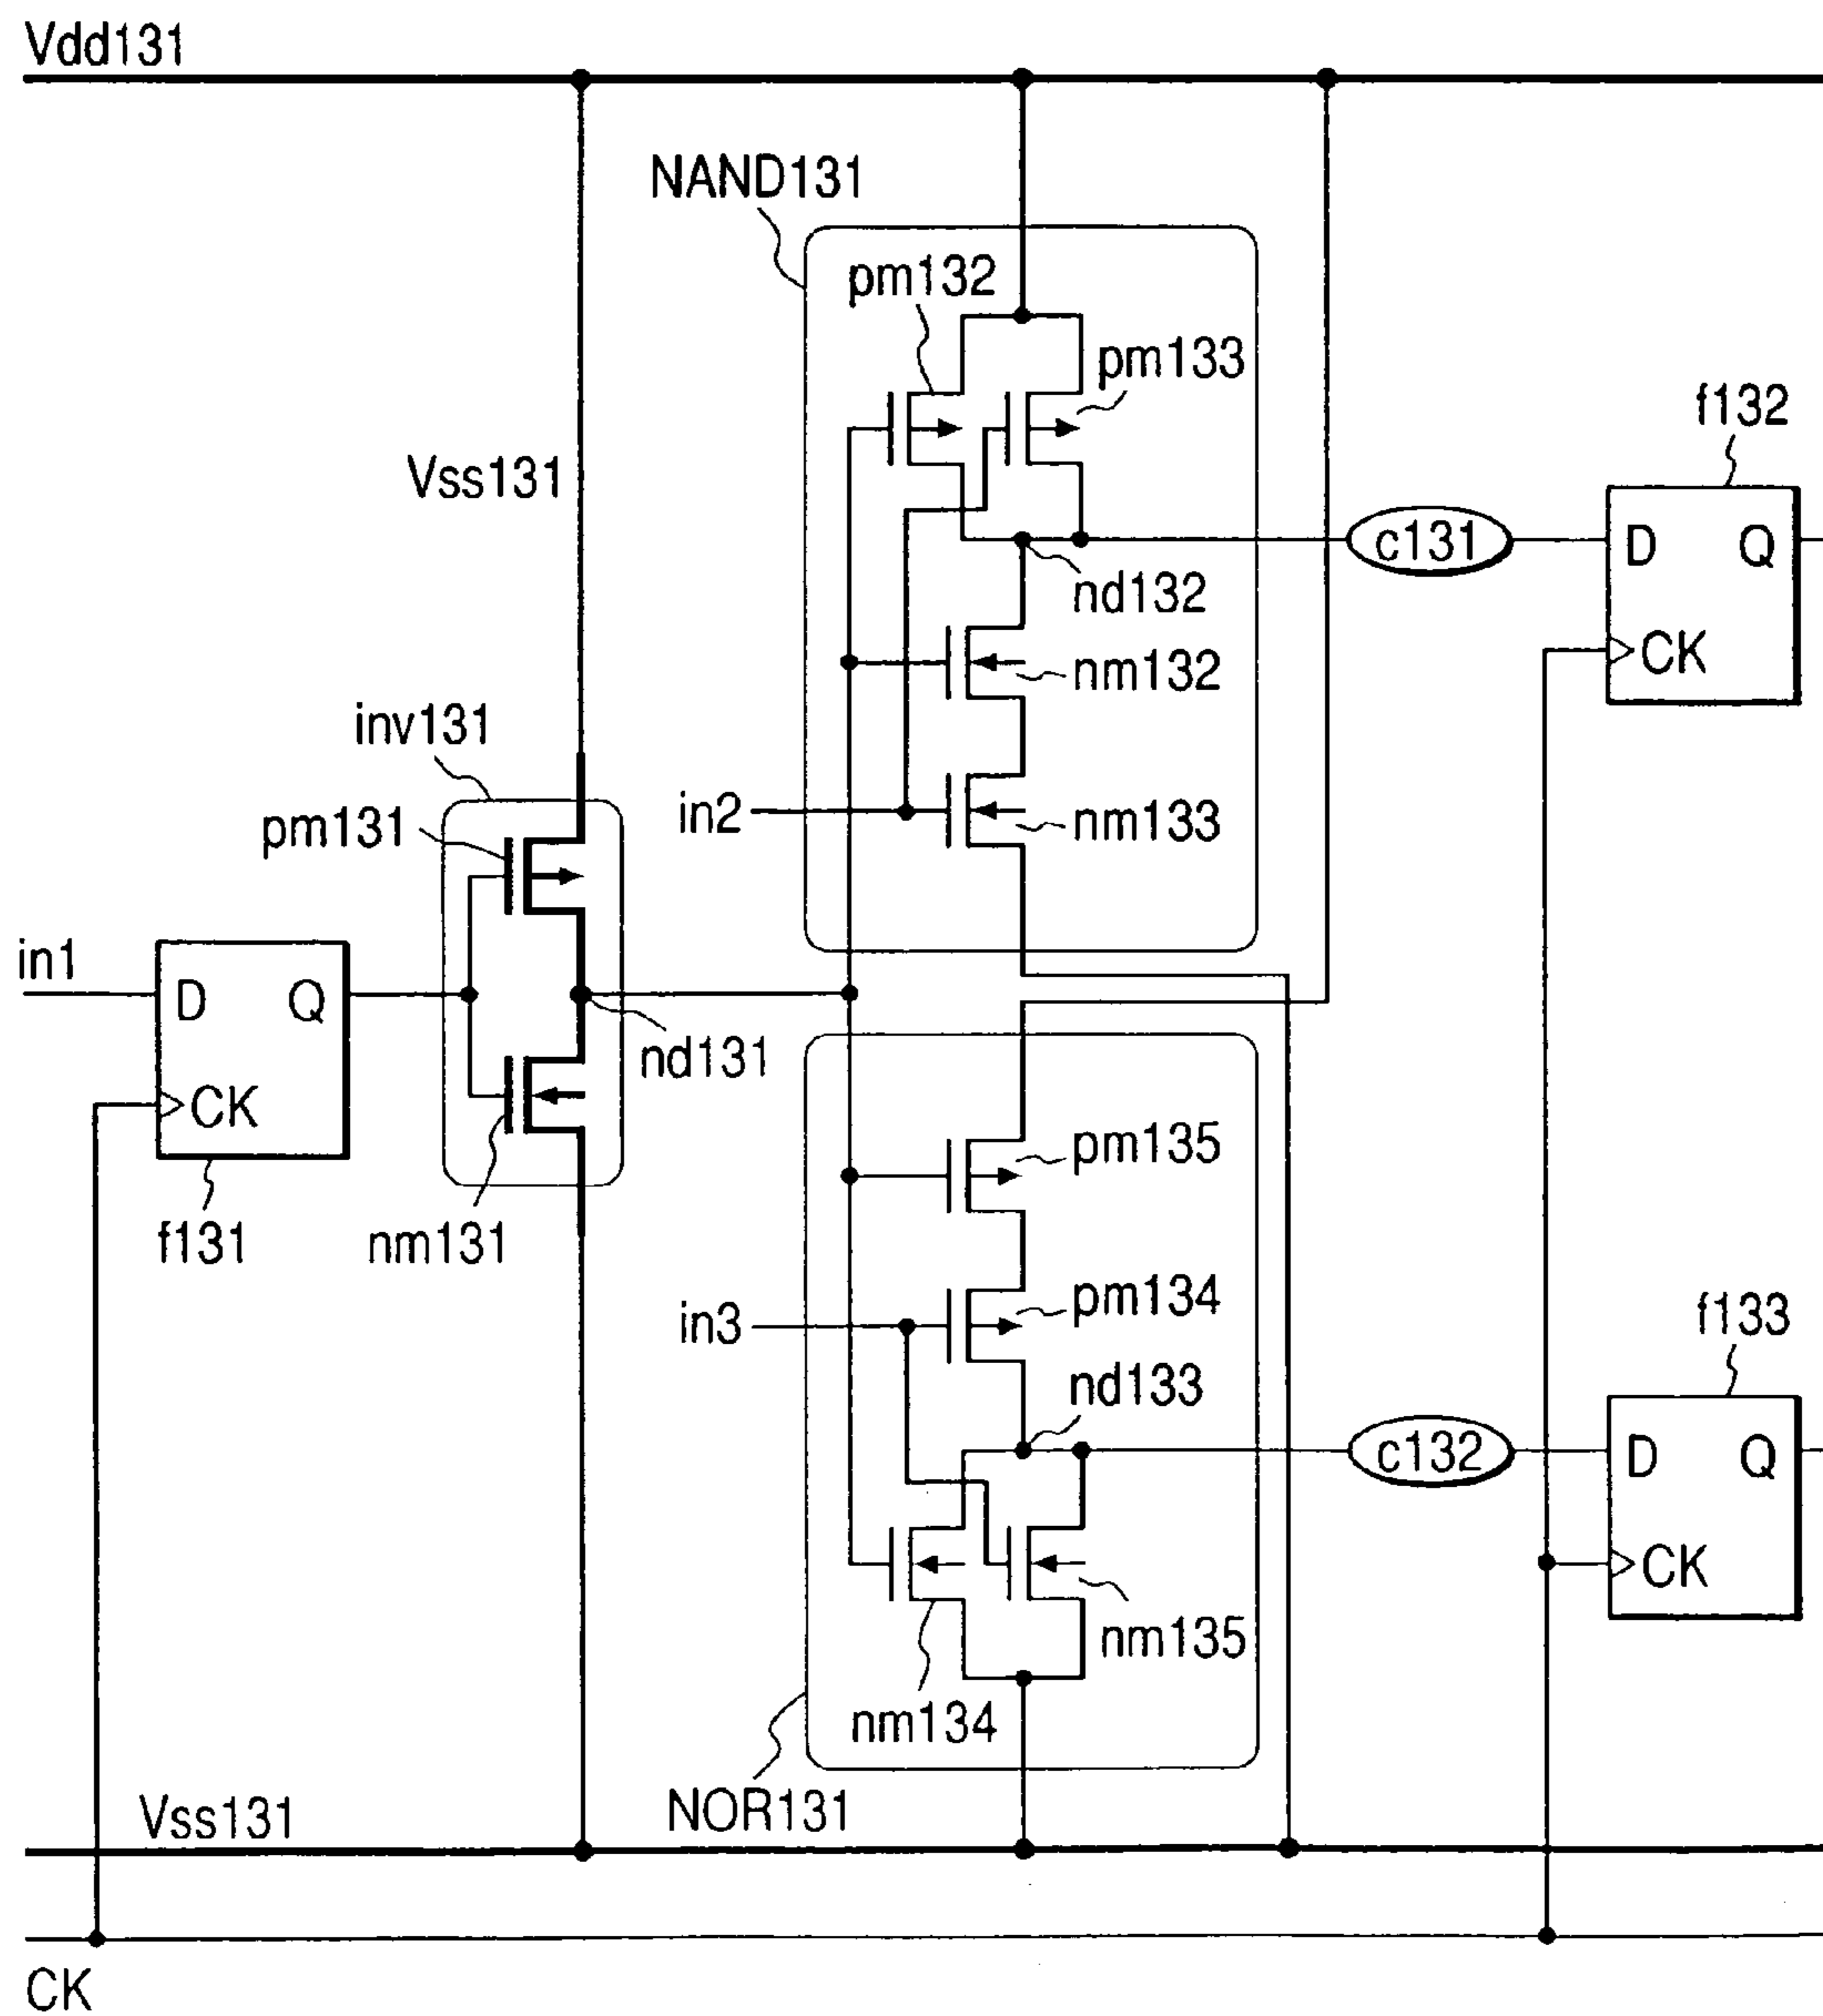 Vdd131
NAND131
pm132
pm133
f132
Vss131
c131
D Q
nd132
CK
nm132
inv131
in2
nm133
pm131
in1
D Q
nd131
CK
pm135
f131
nm131
pm134
in3
f133
nd133
c132
D Q
CK
nm135
nm134
NOR131
Vss131
CK